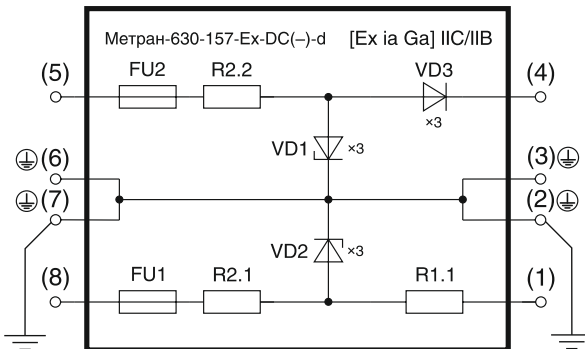 Метран-630-157-Ex-DC(–)-d [Ex ia Ga] IIC/IIB
(5) FU2 R2.2 VD3 (4)
×3
VD1 ×3
(6) (3)
(7) (2)
VD2 ×3
(8) FU1 R2.1 R1.1 (1)